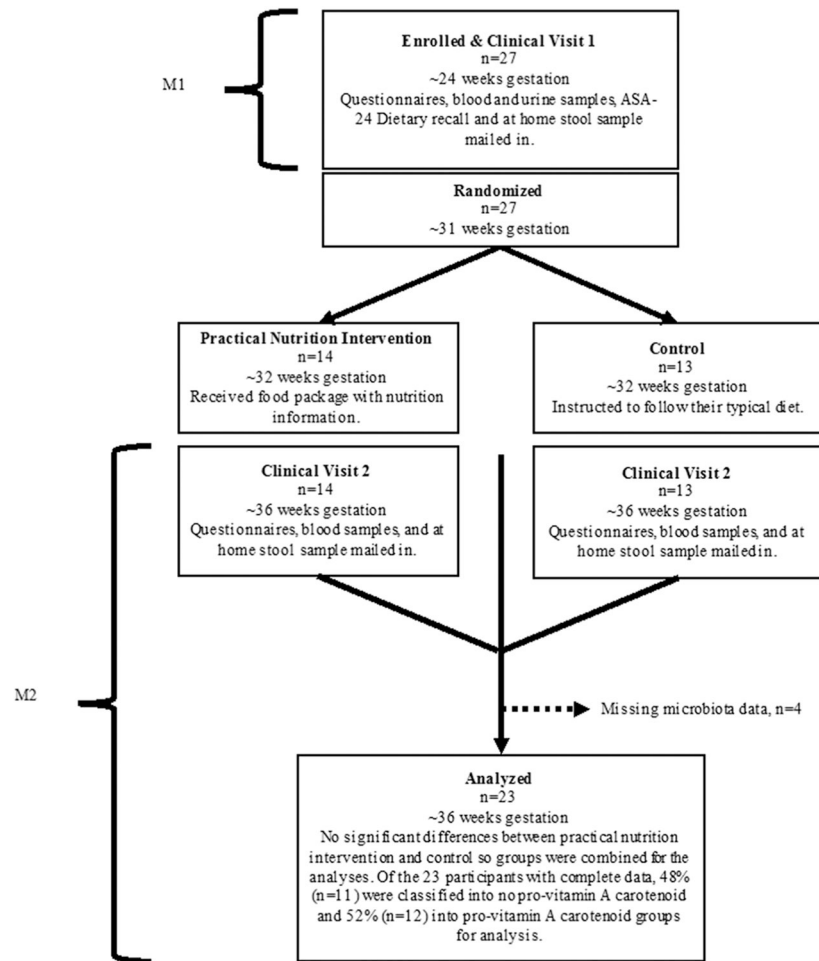 Enrolled & Clinical Visit 1
n=27
~24 weeks gestation
Questionnaires, blood and urine samples, ASA-
24 Dietary recall and at home stool sample
mailed in.
M1
Randomized
n=27
~31 weeks gestation
Practical Nutrition Intervention
n=14
~32 weeks gestation
Received food package with nutrition
information.
Control
n=13
~32 weeks gestation
Instructed to follow their typical diet.
Clinical Visit 2
n=14
~36 weeks gestation
Questionnaires, blood samples, and at
home stool sample mailed in.
Clinical Visit 2
n=13
~36 weeks gestation
Questionnaires, blood samples, and at
home stool sample mailed in.
M2
Missing microbiota data, n=4
Analyzed
n=23
~36 weeks gestation
No significant differences between practical nutrition
intervention and control so groups were combined for the
analyses. Of the 23 participants with complete data, 48%
(n=11) were classified into no pro-vitamin A carotenoid
and 52% (n=12) into pro-vitamin A carotenoid groups
for analysis.